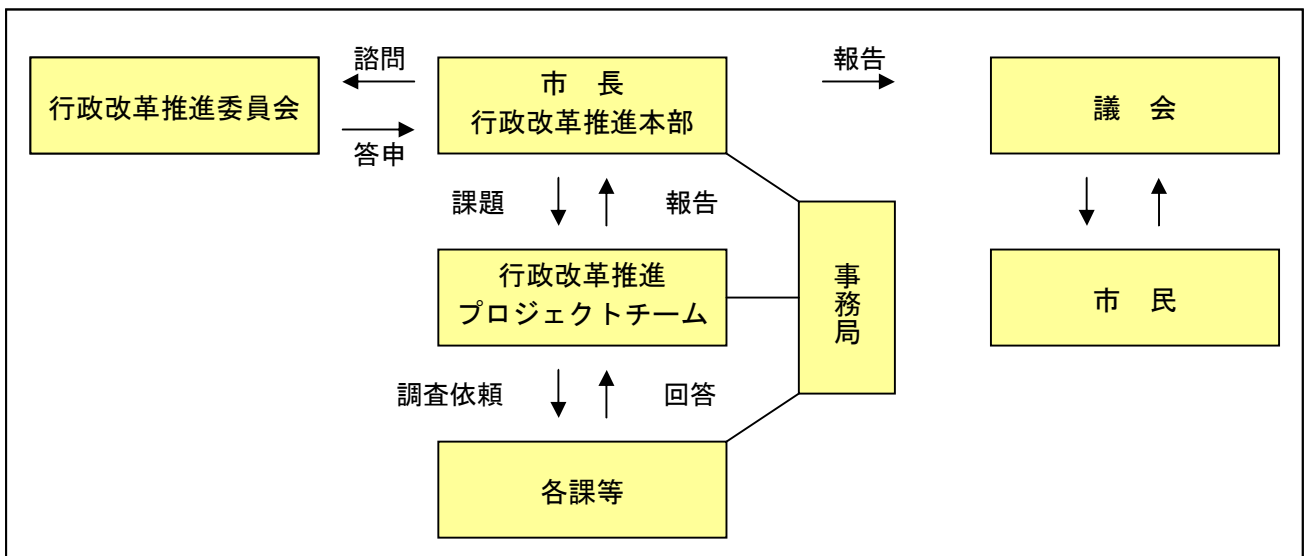 諮問
報告
行政改革推進委員会
市　長
行政改革推進本部
議　会
答申
課題
報告
行政改革推進
プロジェクトチーム
事務局
市　民
調査依頼
回答
各課等